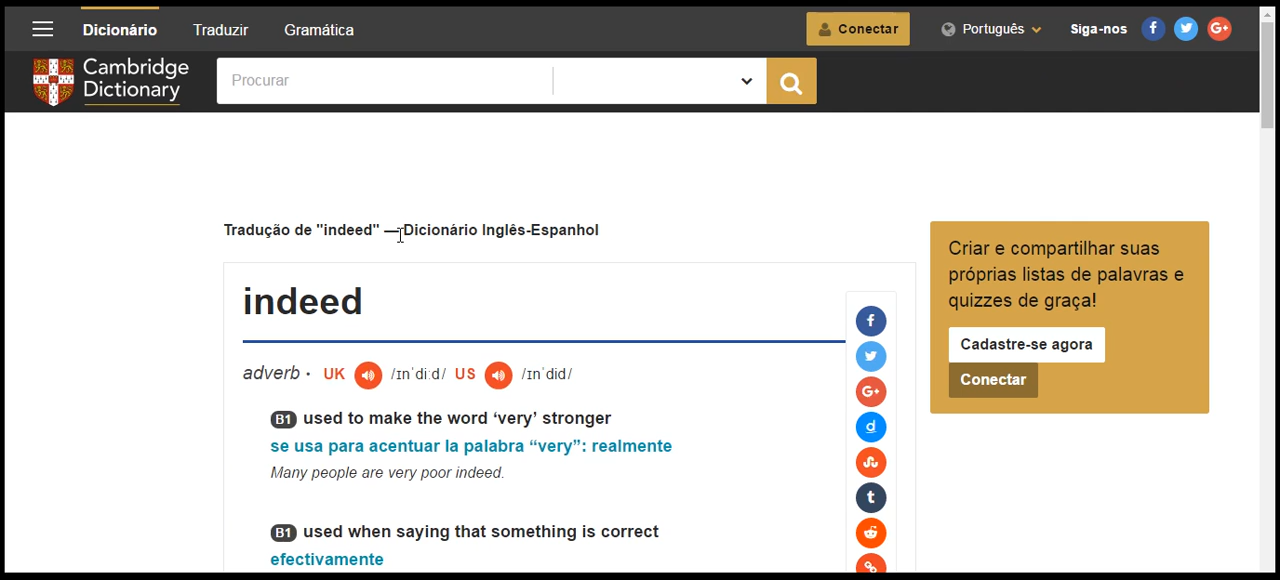 Dicionário Traduzir Gramática Conectar Português Siga-nos
Cambridge
Dictionary
Procurar
Tradução de "indeed" — Dicionário Inglês-Espanhol
Criar e compartilhar suas
próprias listas de palavras e
quizzes de graça!
Cadastre-se agora
Conectar
indeed
adverb · UK /ɪnˈdiːd/ US /ɪnˈdid/
B1 used to make the word ‘very’ stronger
se usa para acentuar la palabra “very”: realmente
Many people are very poor indeed.
B1 used when saying that something is correct
efectivamente